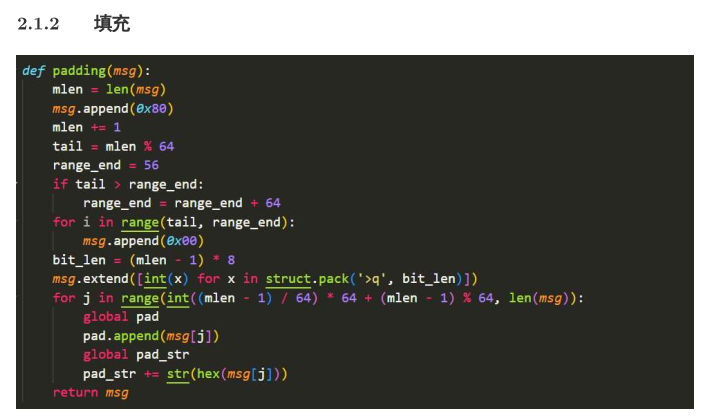 2.1.2 填充
def padding(msg):
    mlen = len(msg)
    msg.append(0x80)
    mlen += 1
    tail = mlen % 64
    range_end = 56
    if tail > range_end:
        range_end = range_end + 64
    for i in range(tail, range_end):
        msg.append(0x00)
    bit_len = (mlen - 1) * 8
    msg.extend([int(x) for x in struct.pack('>q', bit_len)])
    for j in range(int((mlen - 1) / 64) * 64 + (mlen - 1) % 64, len(msg)):
        global pad
        pad.append(msg[j])
        global pad_str
        pad_str += str(hex(msg[j]))
    return msg